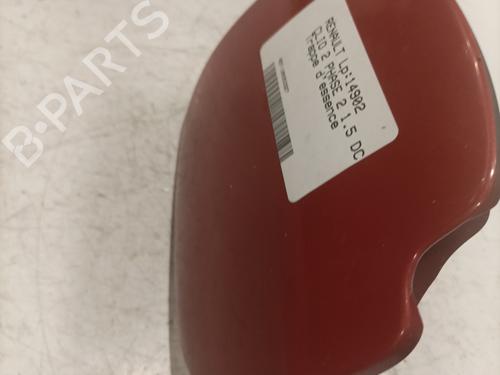 B-PARTS
RENAULT Lp:14902
CLIO 2 PHASE 2 1.5 DC
Trappe d'essence